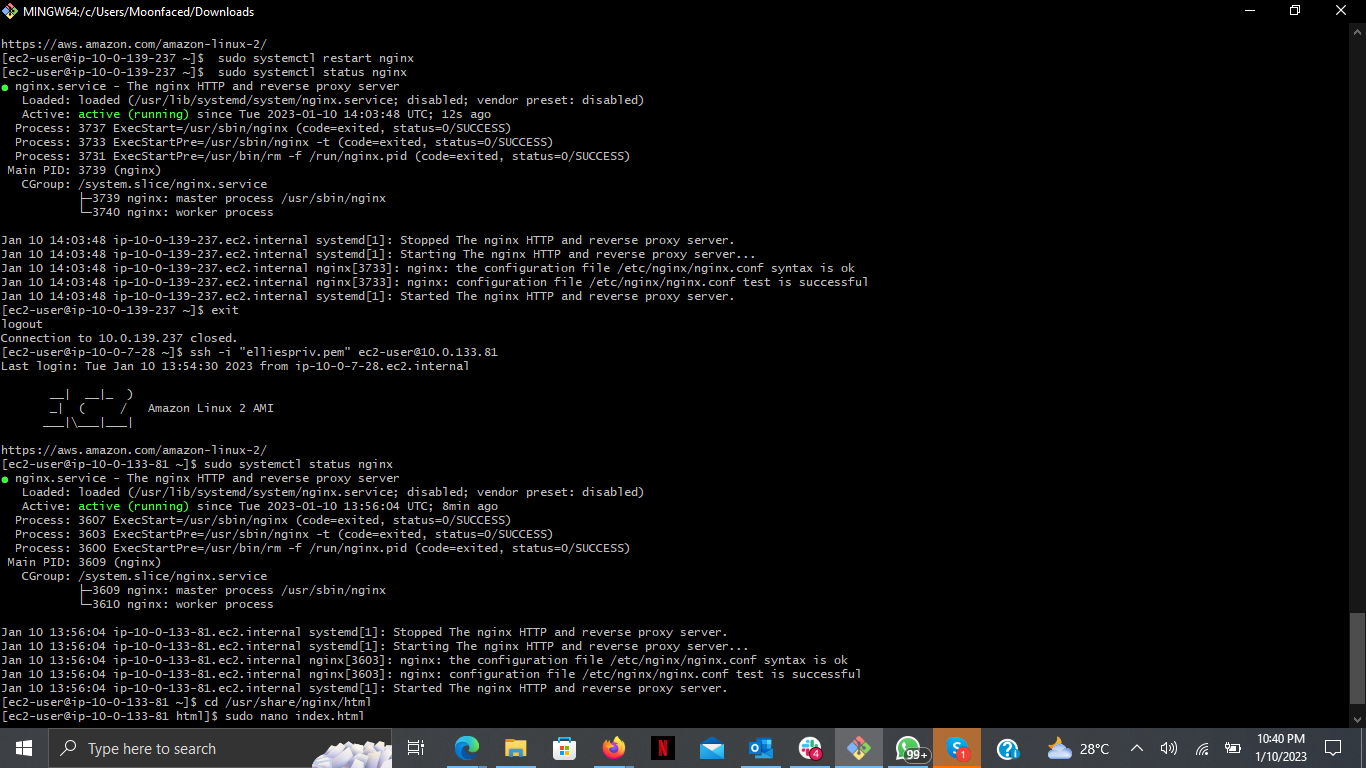 MINGW64:/c/Users/Moonfaced/Downloads
https://aws.amazon.com/amazon-linux-2/
[ec2-user@ip-10-0-139-237 ~]$  sudo systemctl restart nginx
[ec2-user@ip-10-0-139-237 ~]$  sudo systemctl status nginx
● nginx.service - The nginx HTTP and reverse proxy server
   Loaded: loaded (/usr/lib/systemd/system/nginx.service; disabled; vendor preset: disabled)
   Active: active (running) since Tue 2023-01-10 14:03:48 UTC; 12s ago
  Process: 3737 ExecStart=/usr/sbin/nginx (code=exited, status=0/SUCCESS)
  Process: 3733 ExecStartPre=/usr/sbin/nginx -t (code=exited, status=0/SUCCESS)
  Process: 3731 ExecStartPre=/usr/bin/rm -f /run/nginx.pid (code=exited, status=0/SUCCESS)
 Main PID: 3739 (nginx)
   CGroup: /system.slice/nginx.service
           ├─3739 nginx: master process /usr/sbin/nginx
           └─3740 nginx: worker process
Jan 10 14:03:48 ip-10-0-139-237.ec2.internal systemd[1]: Stopped The nginx HTTP and reverse proxy server.
Jan 10 14:03:48 ip-10-0-139-237.ec2.internal systemd[1]: Starting The nginx HTTP and reverse proxy server...
Jan 10 14:03:48 ip-10-0-139-237.ec2.internal nginx[3733]: nginx: the configuration file /etc/nginx/nginx.conf syntax is ok
Jan 10 14:03:48 ip-10-0-139-237.ec2.internal nginx[3733]: nginx: configuration file /etc/nginx/nginx.conf test is successful
Jan 10 14:03:48 ip-10-0-139-237.ec2.internal systemd[1]: Started The nginx HTTP and reverse proxy server.
[ec2-user@ip-10-0-139-237 ~]$ exit
logout
Connection to 10.0.139.237 closed.
[ec2-user@ip-10-0-7-28 ~]$ ssh -i "elliespriv.pem" ec2-user@10.0.133.81
Last login: Tue Jan 10 13:54:30 2023 from ip-10-0-7-28.ec2.internal
       __|  __|_  )
       _|  (     /   Amazon Linux 2 AMI
      ___|\___|___|
https://aws.amazon.com/amazon-linux-2/
[ec2-user@ip-10-0-133-81 ~]$ sudo systemctl status nginx
● nginx.service - The nginx HTTP and reverse proxy server
   Loaded: loaded (/usr/lib/systemd/system/nginx.service; disabled; vendor preset: disabled)
   Active: active (running) since Tue 2023-01-10 13:56:04 UTC; 8min ago
  Process: 3607 ExecStart=/usr/sbin/nginx (code=exited, status=0/SUCCESS)
  Process: 3603 ExecStartPre=/usr/sbin/nginx -t (code=exited, status=0/SUCCESS)
  Process: 3600 ExecStartPre=/usr/bin/rm -f /run/nginx.pid (code=exited, status=0/SUCCESS)
 Main PID: 3609 (nginx)
   CGroup: /system.slice/nginx.service
           ├─3609 nginx: master process /usr/sbin/nginx
           └─3610 nginx: worker process
Jan 10 13:56:04 ip-10-0-133-81.ec2.internal systemd[1]: Stopped The nginx HTTP and reverse proxy server.
Jan 10 13:56:04 ip-10-0-133-81.ec2.internal systemd[1]: Starting The nginx HTTP and reverse proxy server...
Jan 10 13:56:04 ip-10-0-133-81.ec2.internal nginx[3603]: nginx: the configuration file /etc/nginx/nginx.conf syntax is ok
Jan 10 13:56:04 ip-10-0-133-81.ec2.internal nginx[3603]: nginx: configuration file /etc/nginx/nginx.conf test is successful
Jan 10 13:56:04 ip-10-0-133-81.ec2.internal systemd[1]: Started The nginx HTTP and reverse proxy server.
[ec2-user@ip-10-0-133-81 ~]$ cd /usr/share/nginx/html
[ec2-user@ip-10-0-133-81 html]$ sudo nano index.html
Type here to search
N
4
99+
1
28°C
10:40 PM
1/10/2023